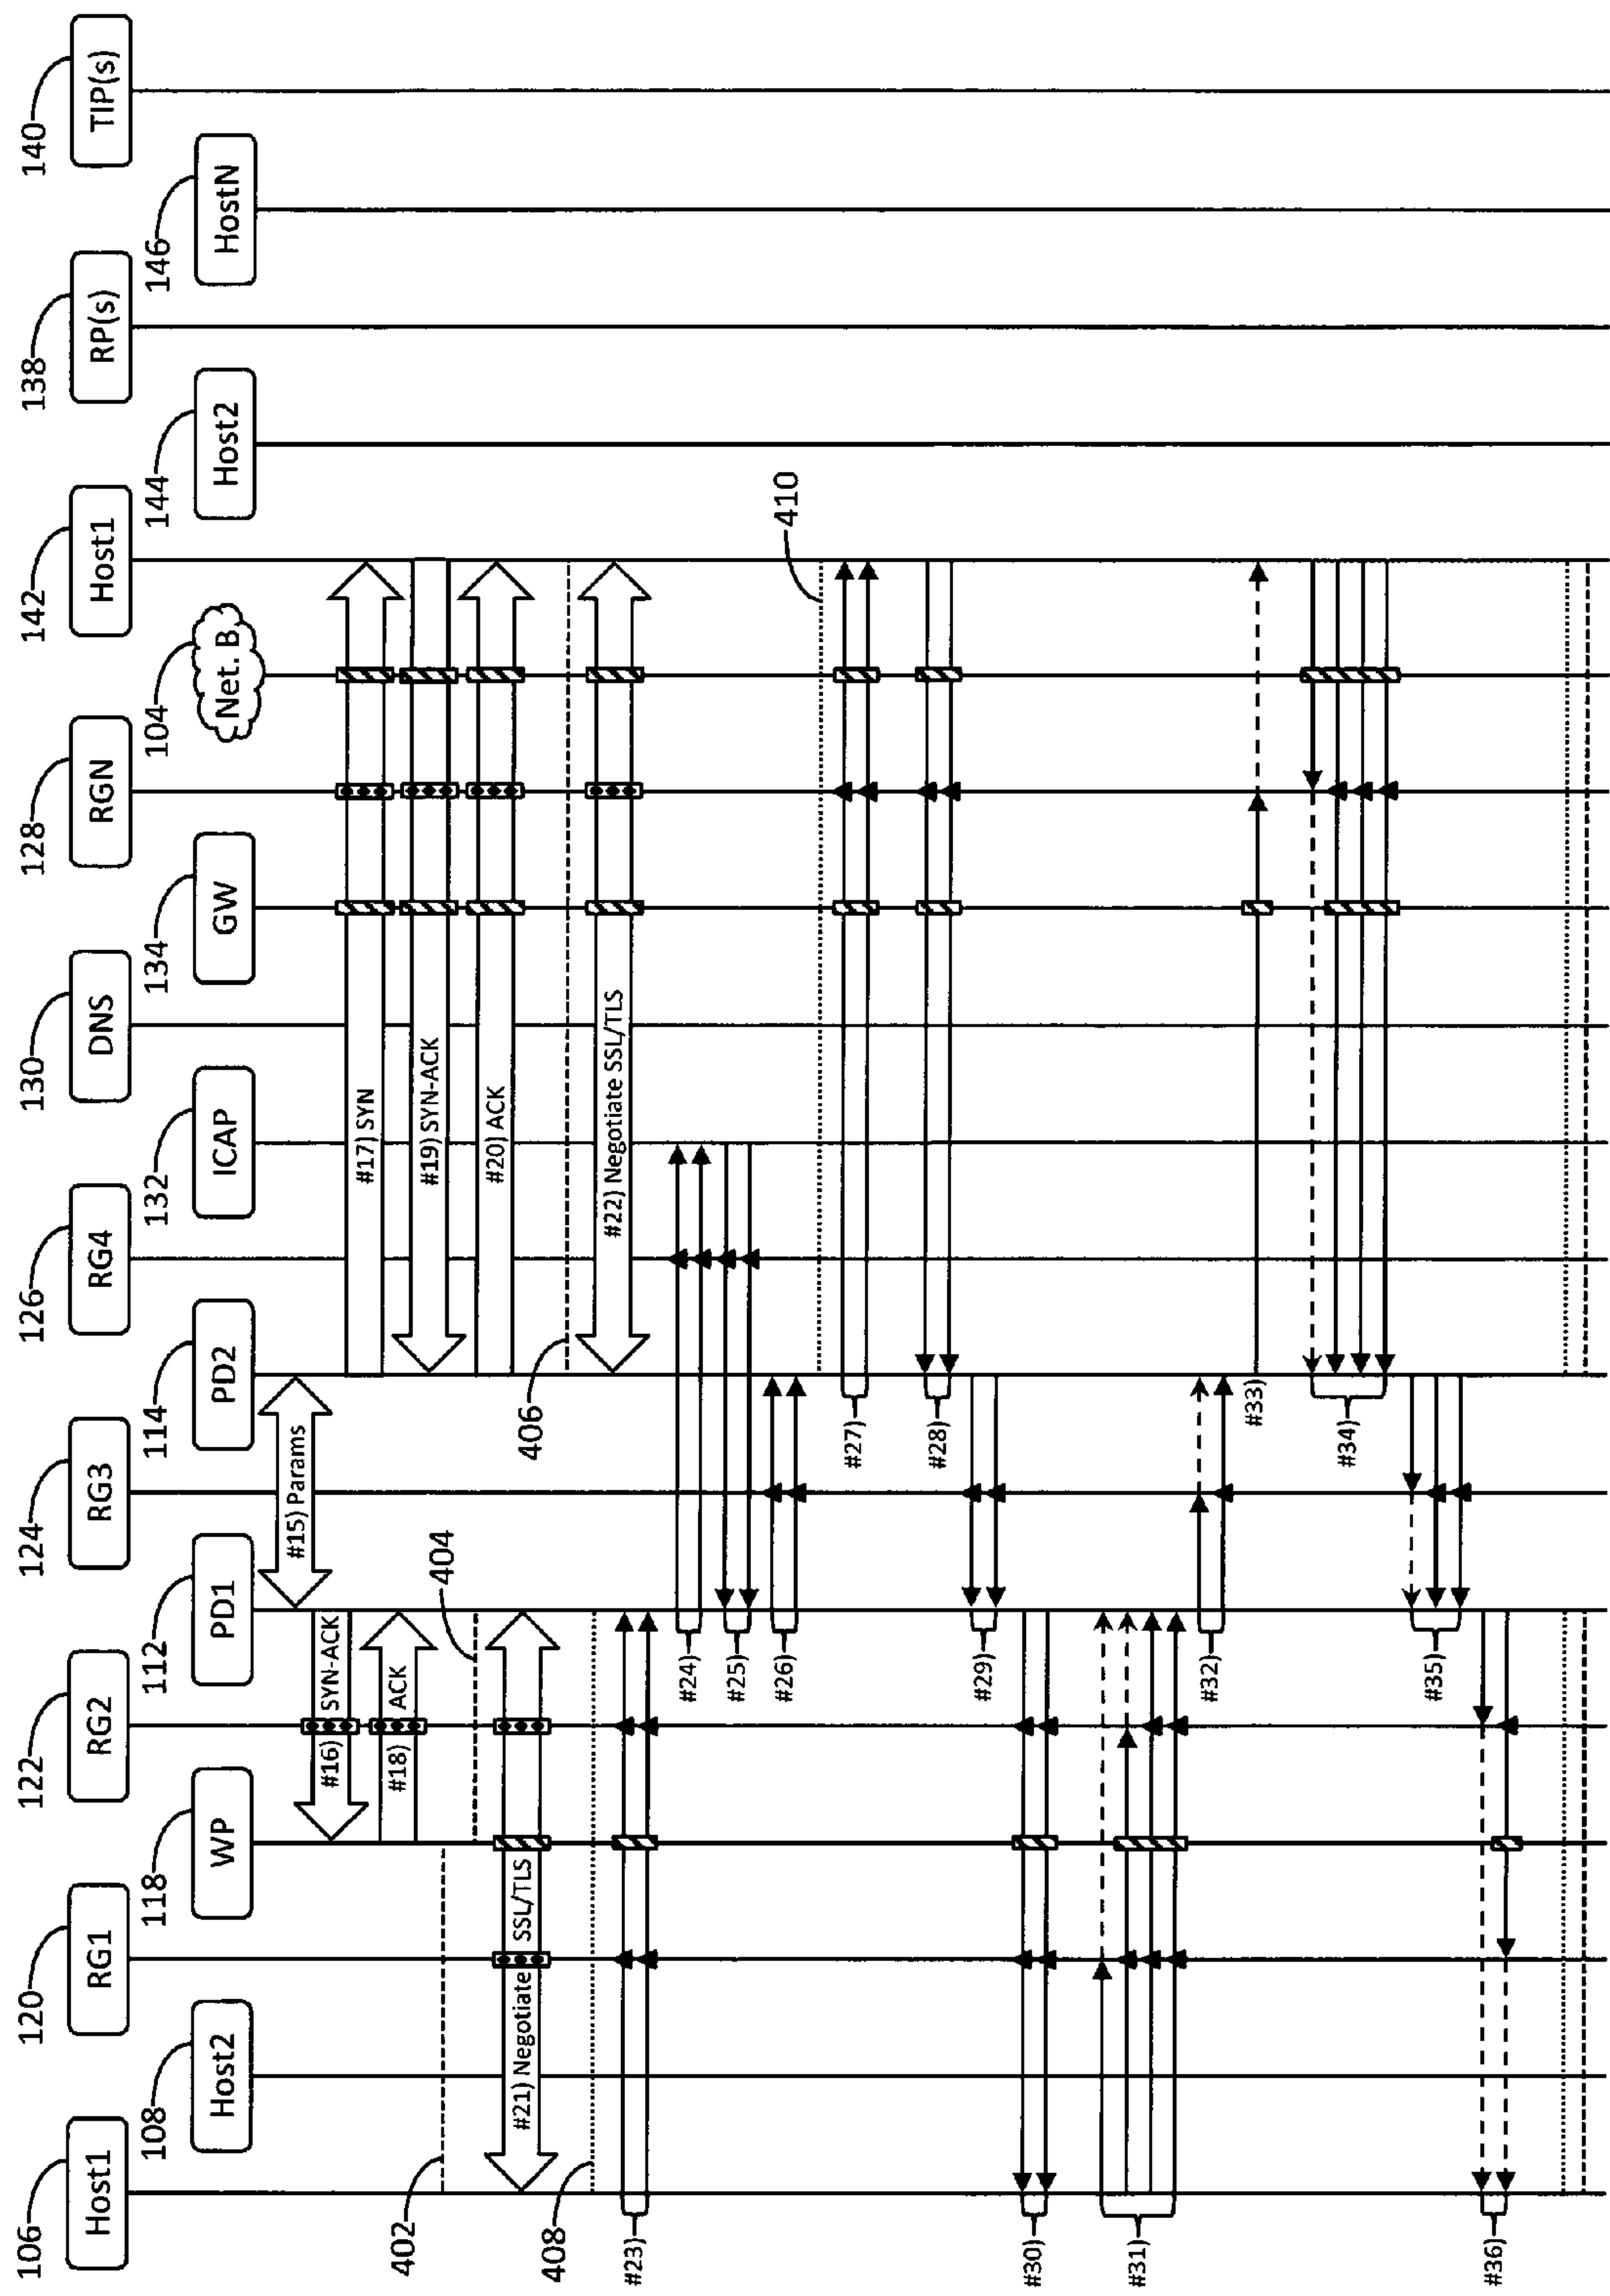 106
Host1
108
Host2
120
RG1
118
WP
122
RG2
112
PD1
124
RG3
114
PD2
126
RG4
132
ICAP
130
DNS
134
GW
128
RGN
104
Net. B
142
Host1
144
Host2
138
RP(s)
146
HostN
140
TIP(s)
#15) Params
#16) SYN-ACK
#17) SYN
#18) ACK
#19) SYN-ACK
#20) ACK
402
404
406
#21) Negotiate SSL/TLS
#22) Negotiate SSL/TLS
408
#23)
#24)
#25)
#26)
410
#27)
#28)
#29)
#30)
#31)
#32)
#33)
#34)
#35)
#36)